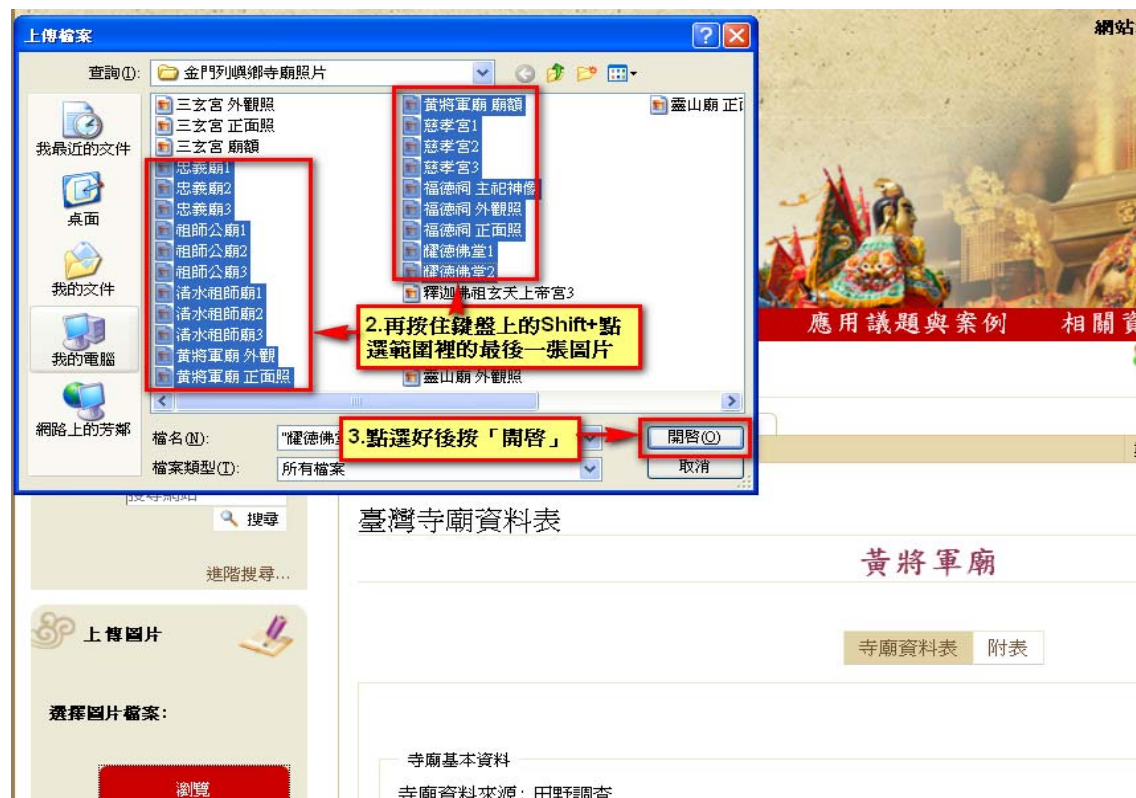 上傳檔案
網站
查詢(I):
金門列嶼鄉寺廟照片
我最近的文件
桌面
我的文件
我的電腦
網路上的芳鄰
三玄宮 外觀照
三玄宮 正面照
三玄宮 廟額
忠義廟1
忠義廟2
忠義廟3
祖師公廟1
祖師公廟2
祖師公廟3
清水祖師廟1
清水祖師廟2
清水祖師廟3
黃將軍廟 外觀
黃將軍廟 正面照
黃將軍廟 廟額
慈孝宮1
慈孝宮2
慈孝宮3
福德祠 主祀神像
福德祠 外觀照
福德祠 正面照
耀德佛堂1
耀德佛堂2
釋迦佛祖玄天上帝宮3
2.再按住鍵盤上的Shift+點
選範圍裡的最後一張圖片
靈山廟 外觀照
靈山廟 正
檔名(N):
"耀德佛
3.點選好後按「開啓」
開啓(O)
檔案類型(T):
所有檔案
取消
應用議題與案例
相關
搜尋網站
搜尋
進階搜尋...
上傳圖片
選擇圖片檔案:
瀏覽
臺灣寺廟資料表
黃將軍廟
寺廟資料表
附表
寺廟基本資料
寺廟資料來源: 田野調查